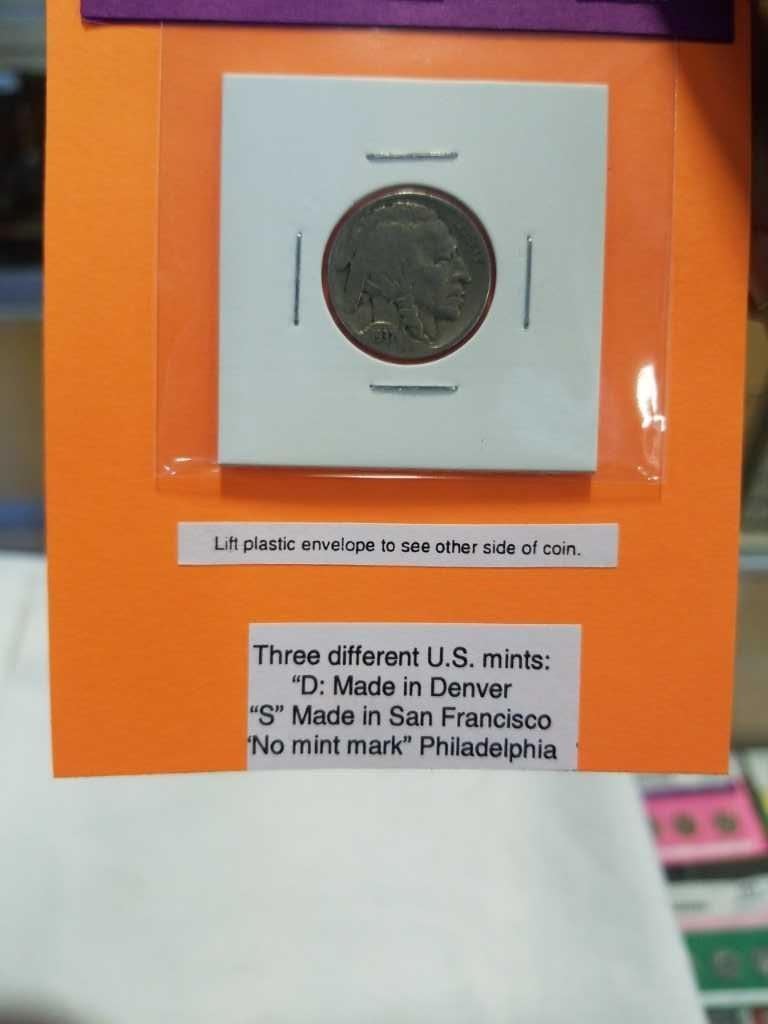 1937
Lift plastic envelope to see other side of coin.
Three different U.S. mints:
“D: Made in Denver
“S” Made in San Francisco
‘No mint mark” Philadelphia